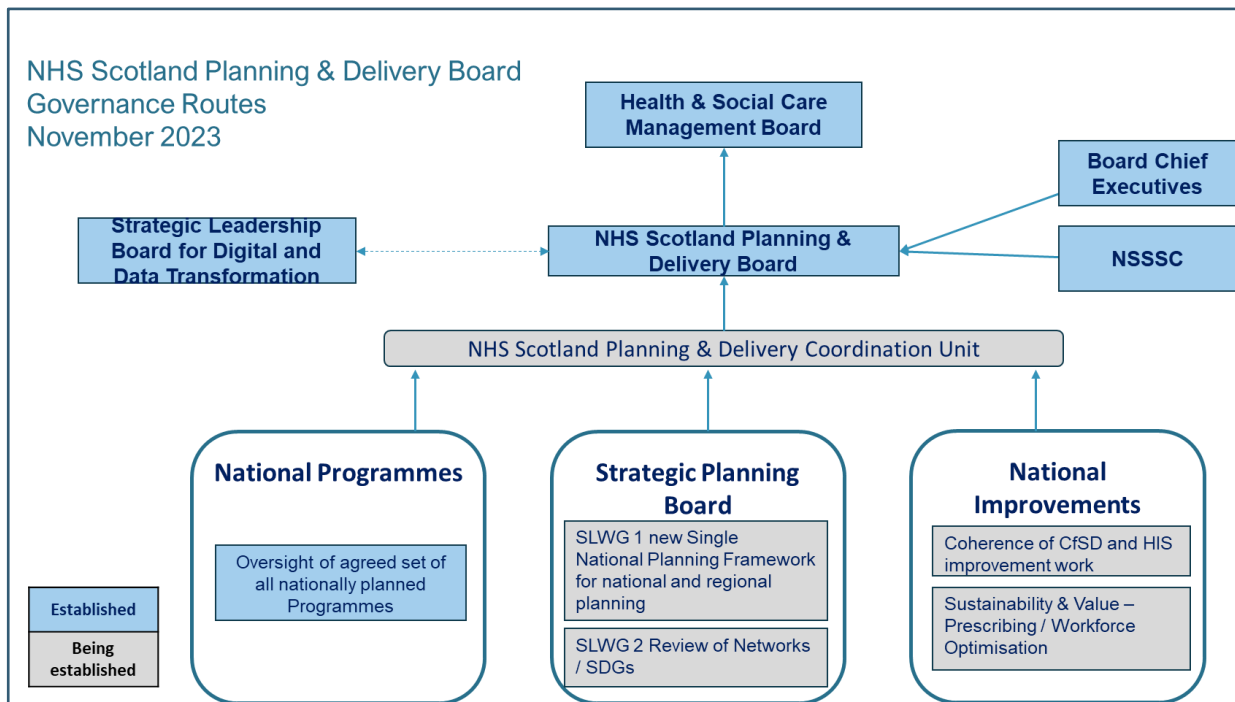 NHS Scotland Planning & Delivery Board
Governance Routes
November 2023
Health & Social Care
Management Board
Board Chief
Executives
Strategic Leadership
Board for Digital and
Data Transformation
NHS Scotland Planning &
Delivery Board
NSSSC
NHS Scotland Planning & Delivery Coordination Unit
National Programmes
Oversight of agreed set of
all nationally planned
Programmes
Strategic Planning
Board
SLWG 1 new Single
National Planning Framework
for national and regional
planning
SLWG 2 Review of Networks
/ SDGs
National
Improvements
Coherence of CfSD and HIS
improvement work
Sustainability & Value –
Prescribing / Workforce
Optimisation
Established
Being
established